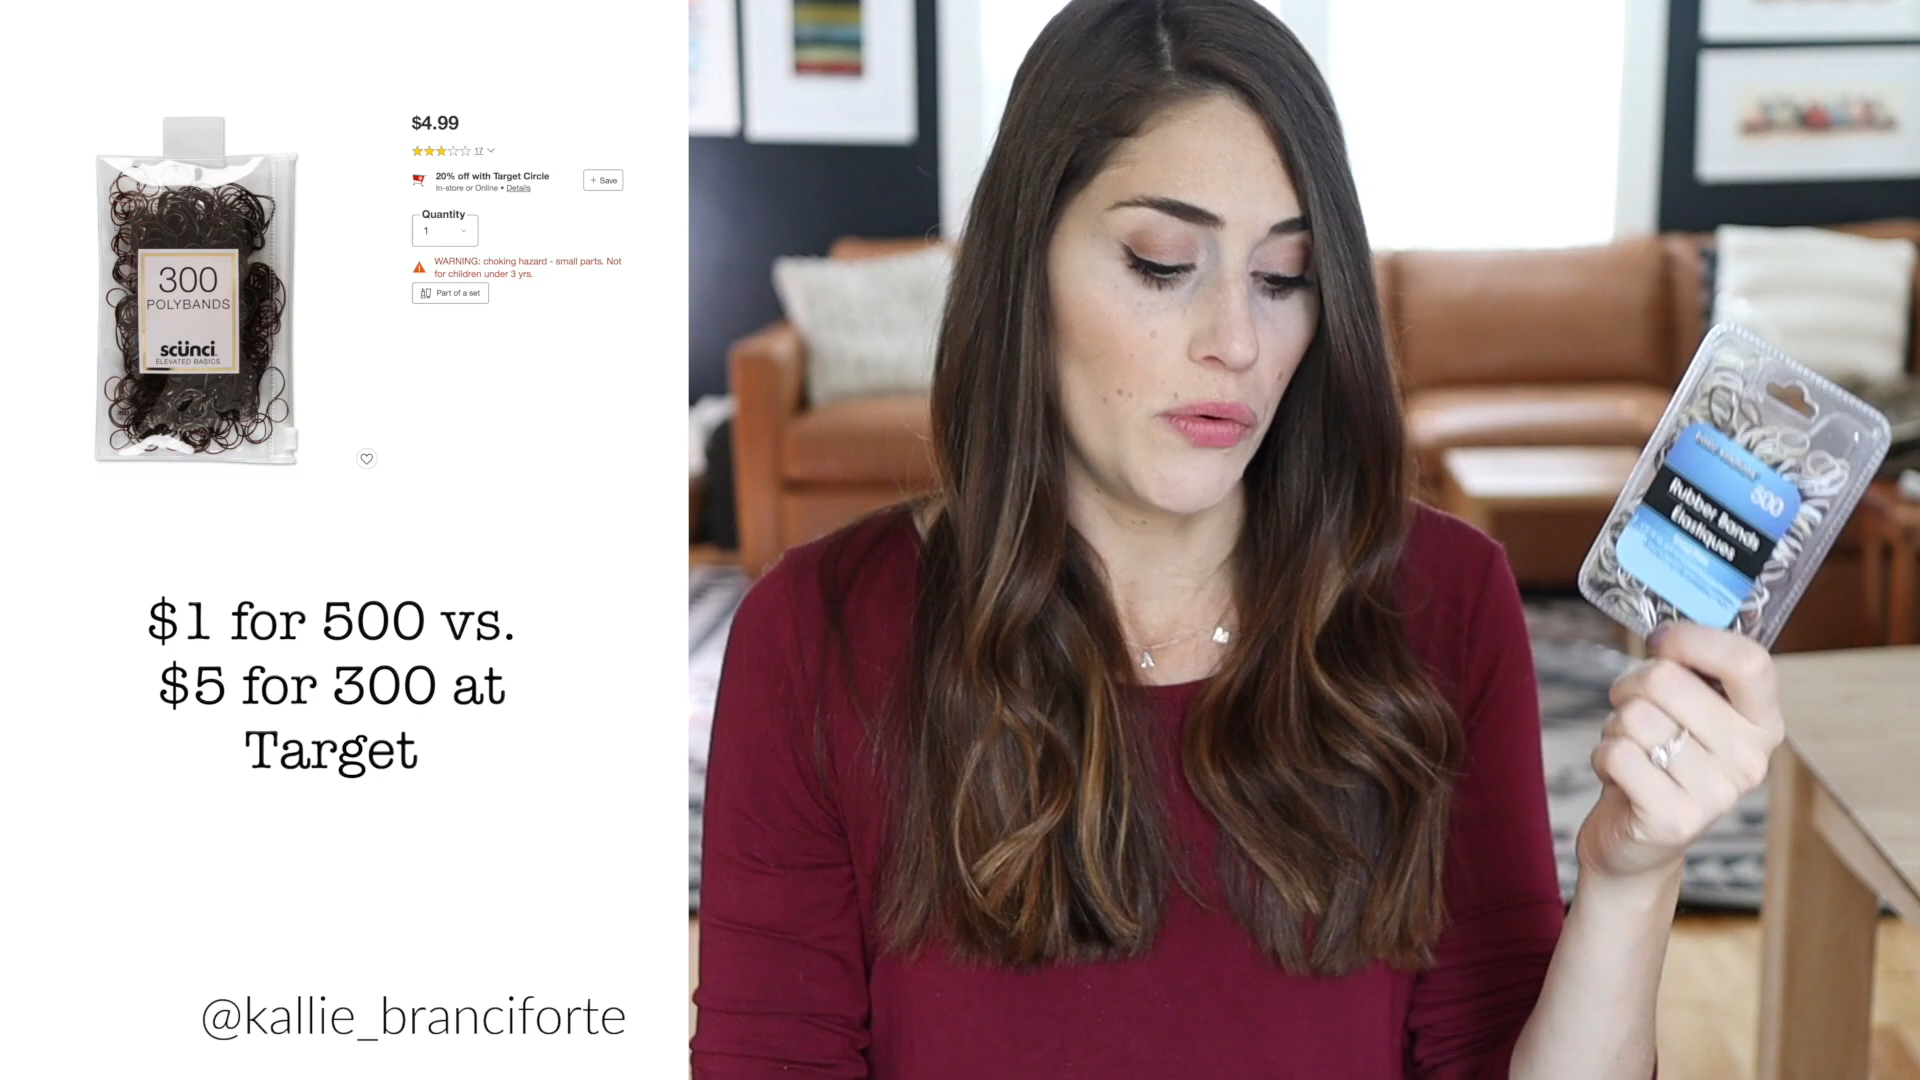 $4.99
17
20% off with Target Circle
In-store or Online • Details
+ Save
Quantity
1
WARNING: choking hazard - small parts. Not
for children under 3 yrs.
Part of a set
300
POLYBANDS
scünci
ELEVATED BASICS
$1 for 500 vs.
$5 for 300 at
Target
@kallie_branciforte
500
Rubber Bands
Élastiques
M